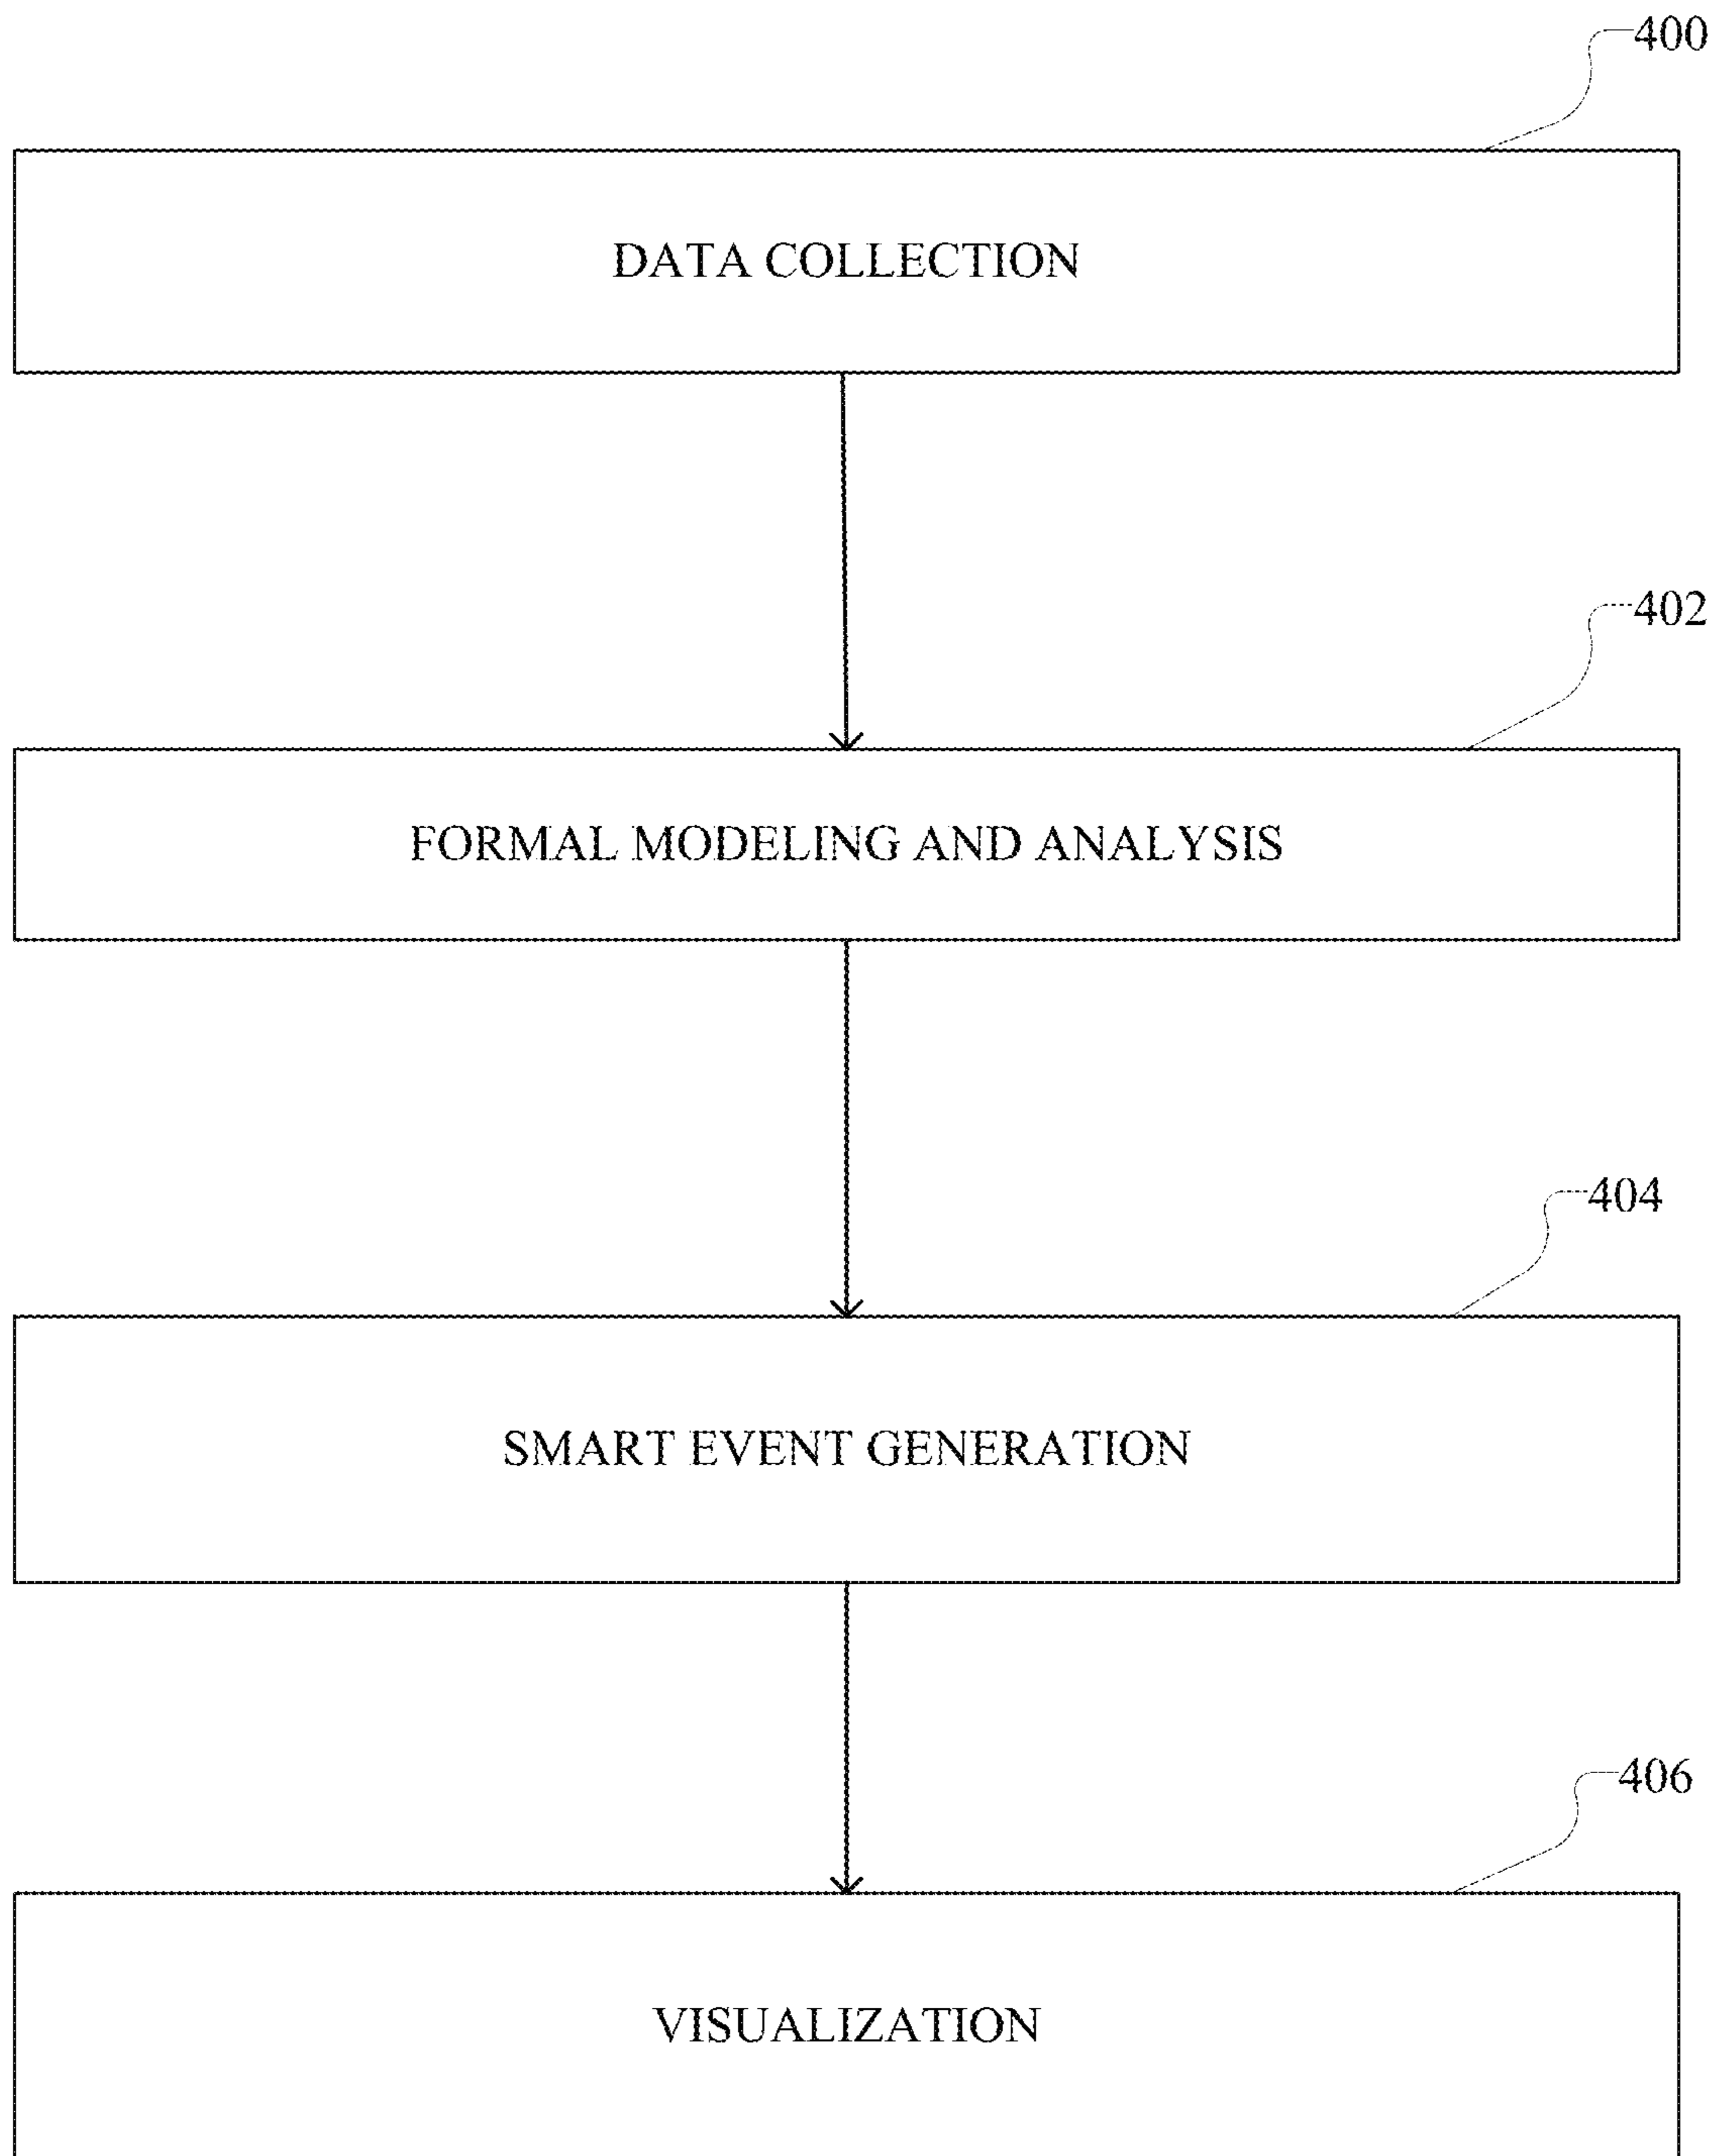 400
DATA COLLECTION
402
FORMAL MODELING AND ANALYSIS
404
SMART EVENT GENERATION
406
VISUALIZATION